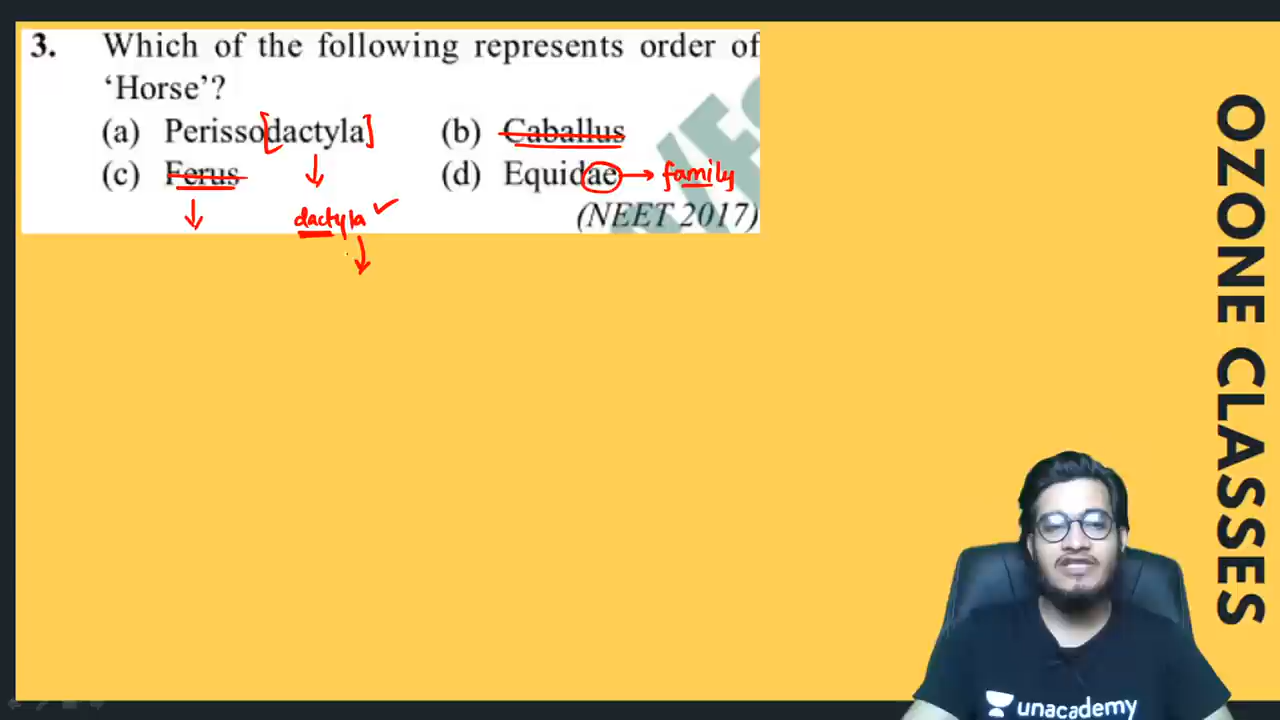 3. Which of the following represents order of
‘Horse’?
(a) Perissodactyla] (b) Caballus
(c) Ferus (d) Equidae → family
dactyla ✓
(NEET 2017)
OZONE CLASSES
unacademy